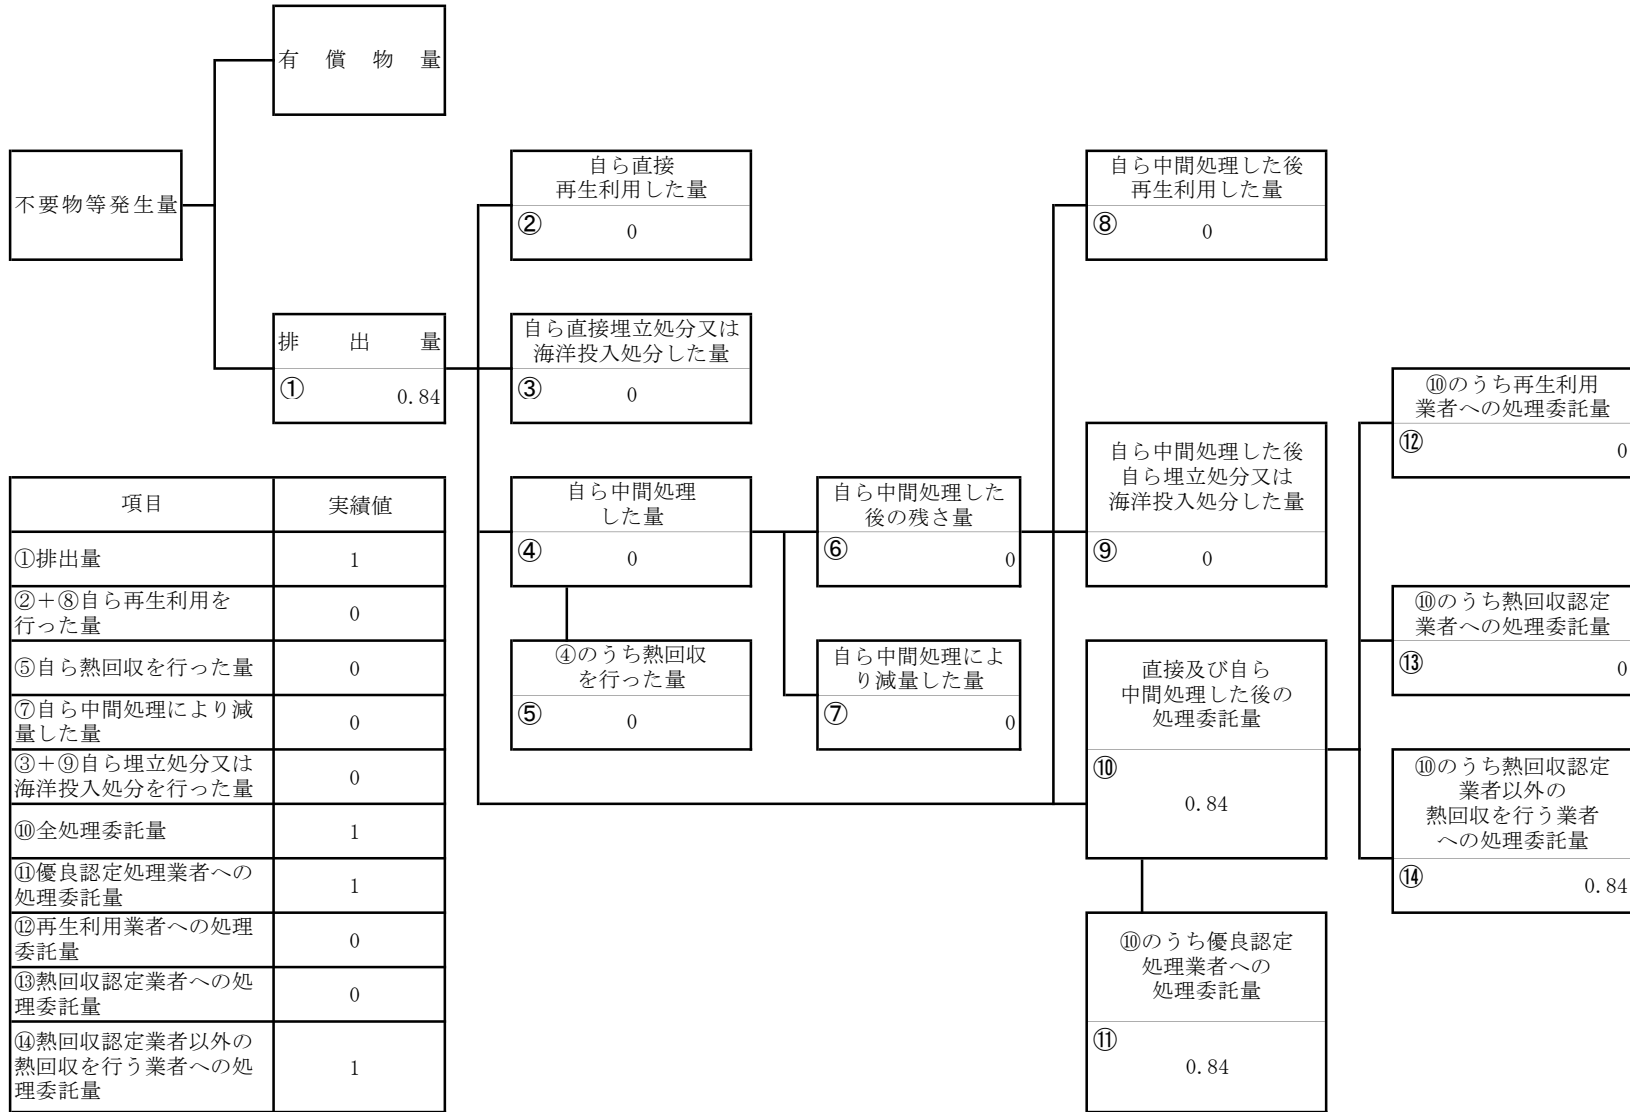 有償物量
不要物等発生量
自ら直接
再生利用した量
②
0
自ら中間処理した後
再生利用した量
⑧
0
排出量
①
0.84
自ら直接埋立処分又は
海洋投入処分した量
③
0
⑩のうち再生利用
業者への処理委託量
⑫
0
自ら中間処理
した量
④
0
自ら中間処理した
後の残さ量
⑥
0
自ら中間処理した後
自ら埋立処分又は
海洋投入処分した量
⑨
0
⑩のうち熱回収認定
業者への処理委託量
⑬
0
④のうち熱回収
を行った量
⑤
0
自ら中間処理によ
り減量した量
⑦
0
直接及び自ら
中間処理した後の
処理委託量
⑩
0.84
⑩のうち熱回収認定
業者以外の
熱回収を行う業者
への処理委託量
⑭
0.84
⑩のうち優良認定
処理業者への
処理委託量
⑪
0.84
項目 実績値
①排出量 1
②＋⑧自ら再生利用を
行った量 0
⑤自ら熱回収を行った量 0
⑦自ら中間処理により減
量した量 0
③＋⑨自ら埋立処分又は
海洋投入処分を行った量 0
⑩全処理委託量 1
⑪優良認定処理業者への
処理委託量 1
⑫再生利用業者への処理
委託量 0
⑬熱回収認定業者への処
理委託量 0
⑭熱回収認定業者以外の
熱回収を行う業者への処
理委託量 1